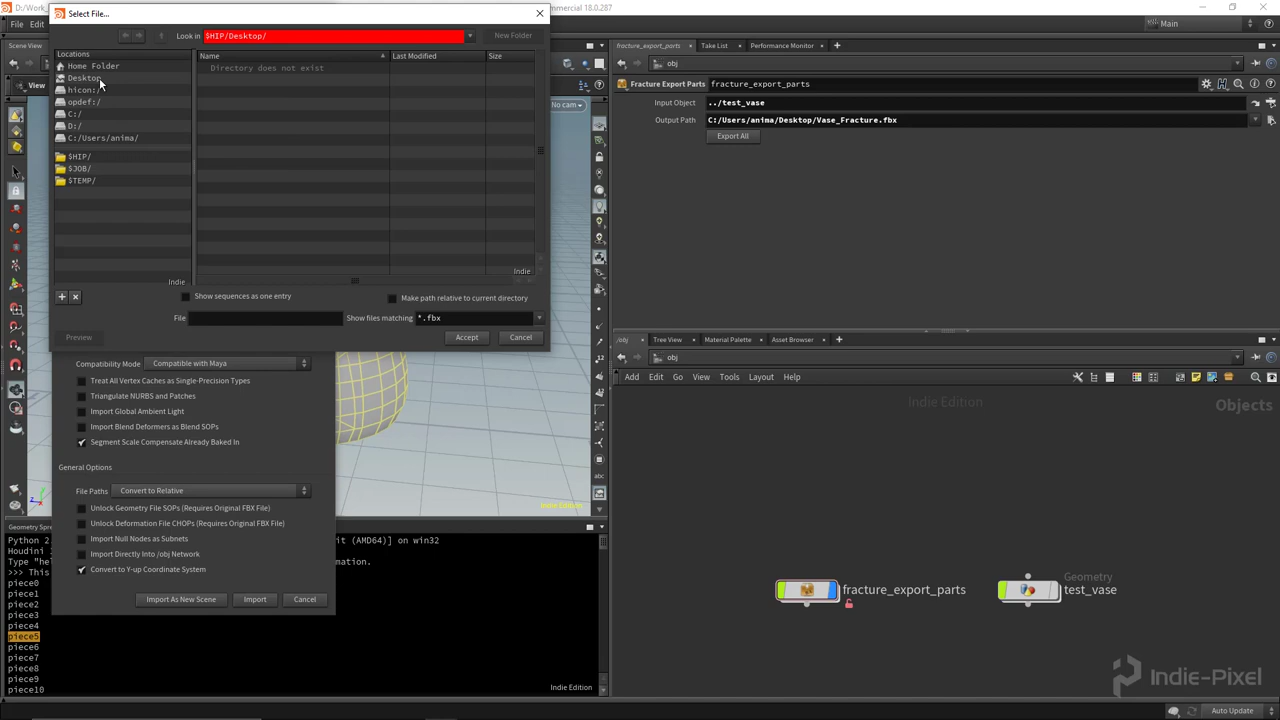 D:/Work_
Commercial 18.0.287
Select File...
File
Edit
Main
Look in
$HIP/Desktop/
New Folder
Scene View
fracture_export_parts
Take List
Performance Monitor
Locations
Name
Last Modified
Size
Home Folder
Directory does not exist
obj
Desktop
View
Fracture Export Parts
fracture_export_parts
hicon:/
opdef:/
No cam
Input Object
../test_vase
C:/
Output Path
C:/Users/anima/Desktop/Vase_Fracture.fbx
D:/
Export All
C:/Users/anima/
$HIP/
$JOB/
$TEMP/
Indie
Indie
Show sequences as one entry
Make path relative to current directory
File
Show files matching
*.fbx
Preview
Accept
Cancel
/obj
Tree View
Material Palette
Asset Browser
obj
Compatibility Mode
Compatible with Maya
Add
Edit
Go
View
Tools
Layout
Help
Treat All Vertex Caches as Single-Precision Types
Triangulate NURBS and Patches
Import Global Ambient Light
Import Blend Deformers as Blend SOPs
Segment Scale Compensate Already Baked In
Indie Edition
Objects
General Options
abc
File Paths
Convert to Relative
Unlock Geometry File SOPs (Requires Original FBX File)
Unlock Deformation File CHOPs (Requires Original FBX File)
Import Null Nodes as Subnets
Import Directly Into /obj Network
Convert to Y-up Coordinate System
Import As New Scene
Import
Cancel
z
x
Geometry Spre
Python 2.
it (AMD64)] on win32
Houdini
Type "hel
mation.
>>> This
piece0
piece1
piece2
piece3
piece4
piece5
piece6
piece7
piece8
piece9
piece10
Indie Edition
fracture_export_parts
Geometry
test_vase
Indie-Pixel
Auto Update